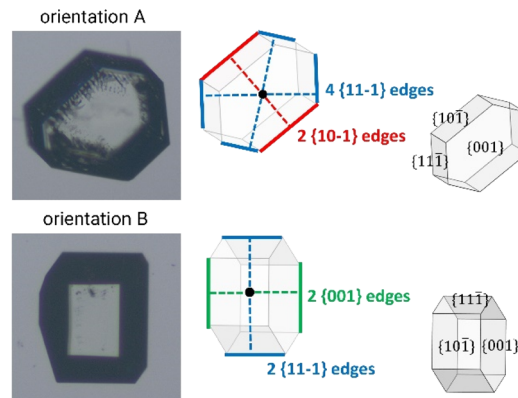 orientation A
4 {11-1} edges
2 {10-1} edges
{101̅}
{111̅}
{001}
orientation B
2 {001} edges
2 {11-1} edges
{111̅}
{101̅}
{001}